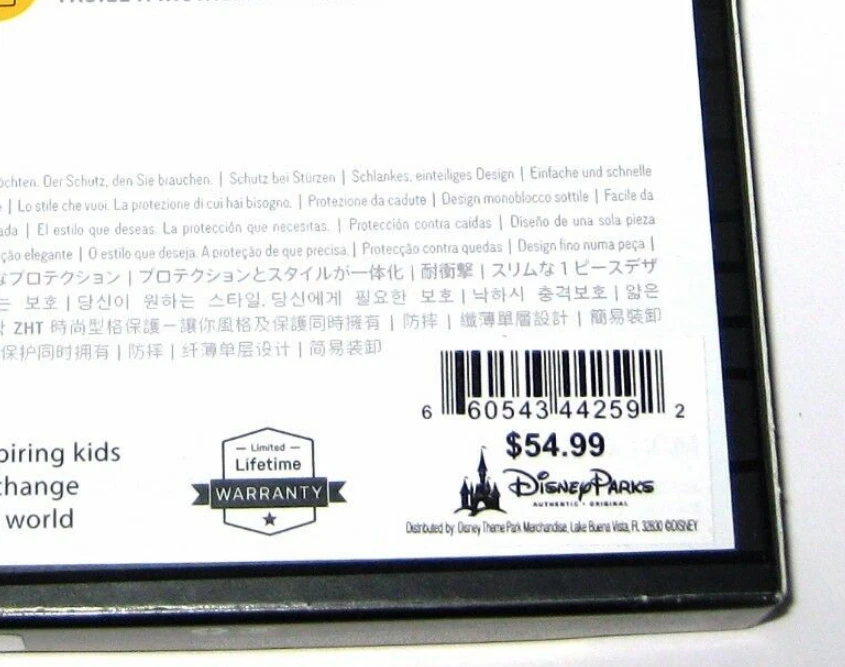 öchten. Der Schutz, den Sie brauchen. | Schutz bei Stürzen | Schlankes, einteiliges Design | Einfache und schnelle
| Lo stile che vuoi. La protezione di cui hai bisogno. | Protezione da cadute | Design monoblocco sottile | Facile da
ada | El estilo que deseas. La protección que necesitas. | Protección contra caídas | Diseño de una sola pieza
ção elegante | O estilo que deseja. A proteção de que precisa. | Protecção contra quedas | Design fino numa peça |
なプロテクション | プロテクションとスタイルが一体化 | 耐衝撃 | スリムな1ピースデザ
는 보호 | 당신이 원하는 스타일. 당신에게 필요한 보호 | 낙하시 충격보호 | 얇은
ZHT 時尚型格保護－讓你風格及保護同時擁有 | 防摔 | 纖薄單層設計 | 簡易裝卸
保护同时拥有 | 防摔 | 纤薄单层设计 | 简易装卸
6 60543 44259 2
$54.99
Disney Parks
AUTHENTIC • ORIGINAL
Distributed by: Disney Theme Park Merchandise, Lake Buena Vista, FL 32830 ©DISNEY
piring kids
change
world
— Limited —
Lifetime
WARRANTY